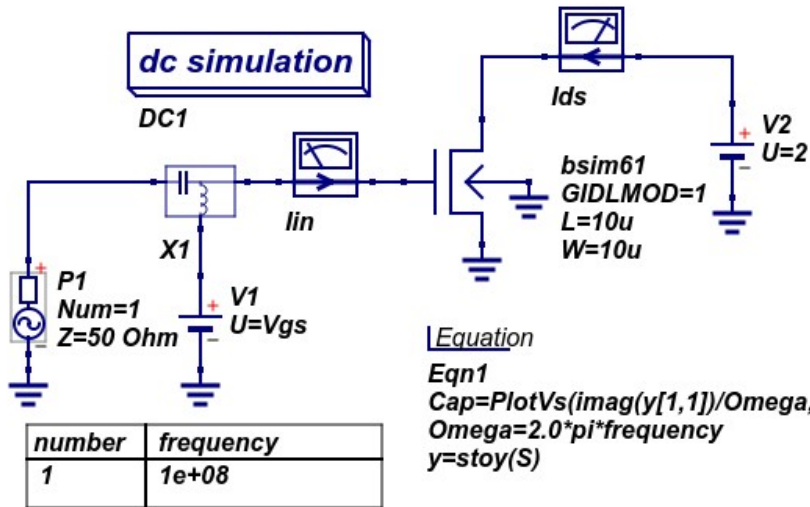 dc simulation
DC1
Ids
V2
U=2
bsim61
GIDLMOD=1
L=10u
W=10u
Iin
X1
P1
Num=1
Z=50 Ohm
V1
U=Vgs
Equation
Eqn1
Cap=PlotVs(imag(y[1,1])/Omega,
Omega=2.0*pi*frequency
y=stoy(S)
number frequency
1 1e+08